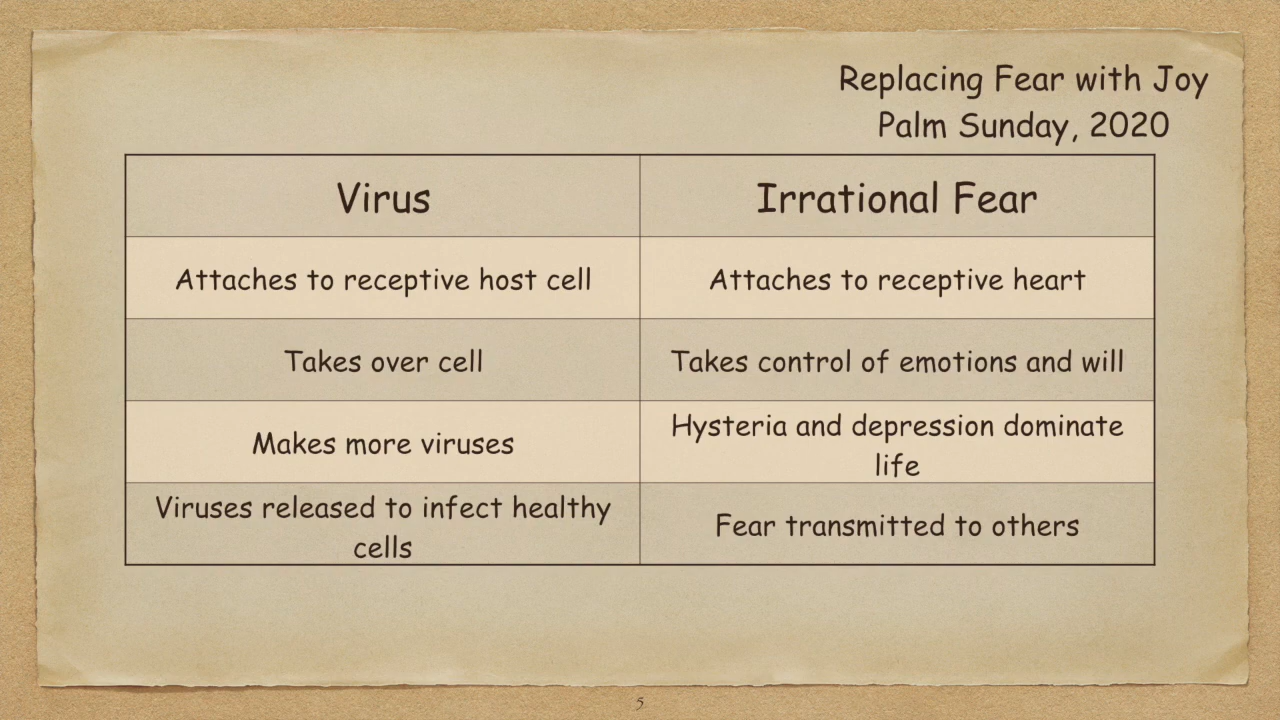 Replacing Fear with Joy
Palm Sunday, 2020
Virus
Irrational Fear
Attaches to receptive host cell
Attaches to receptive heart
Takes over cell
Takes control of emotions and will
Makes more viruses
Hysteria and depression dominate
life
Viruses released to infect healthy
cells
Fear transmitted to others
5